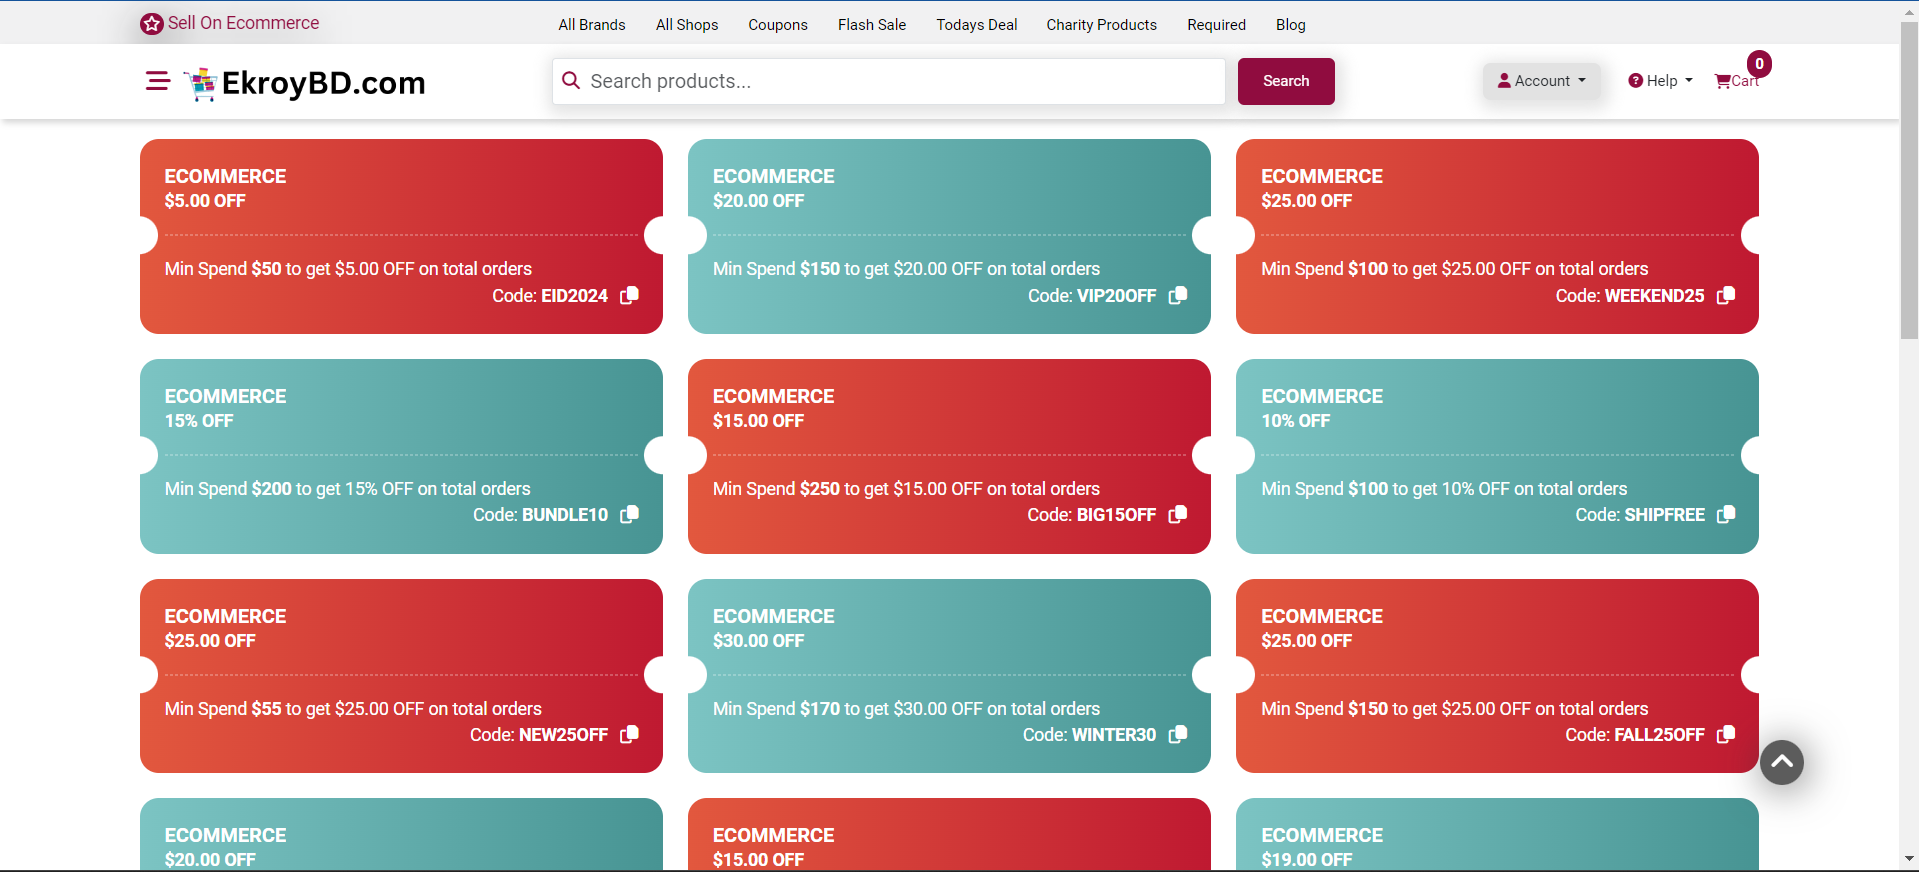 Sell On Ecommerce
All Brands All Shops Coupons Flash Sale Todays Deal Charity Products Required Blog
EkroyBD.com
Search products...
Search
Account
Help
0
Cart
ECOMMERCE
$5.00 OFF
Min Spend $50 to get $5.00 OFF on total orders
Code: EID2024
ECOMMERCE
$20.00 OFF
Min Spend $150 to get $20.00 OFF on total orders
Code: VIP20OFF
ECOMMERCE
$25.00 OFF
Min Spend $100 to get $25.00 OFF on total orders
Code: WEEKEND25
ECOMMERCE
15% OFF
Min Spend $200 to get 15% OFF on total orders
Code: BUNDLE10
ECOMMERCE
$15.00 OFF
Min Spend $250 to get $15.00 OFF on total orders
Code: BIG15OFF
ECOMMERCE
10% OFF
Min Spend $100 to get 10% OFF on total orders
Code: SHIPFREE
ECOMMERCE
$25.00 OFF
Min Spend $55 to get $25.00 OFF on total orders
Code: NEW25OFF
ECOMMERCE
$30.00 OFF
Min Spend $170 to get $30.00 OFF on total orders
Code: WINTER30
ECOMMERCE
$25.00 OFF
Min Spend $150 to get $25.00 OFF on total orders
Code: FALL25OFF
ECOMMERCE
$20.00 OFF
ECOMMERCE
$15.00 OFF
ECOMMERCE
$19.00 OFF